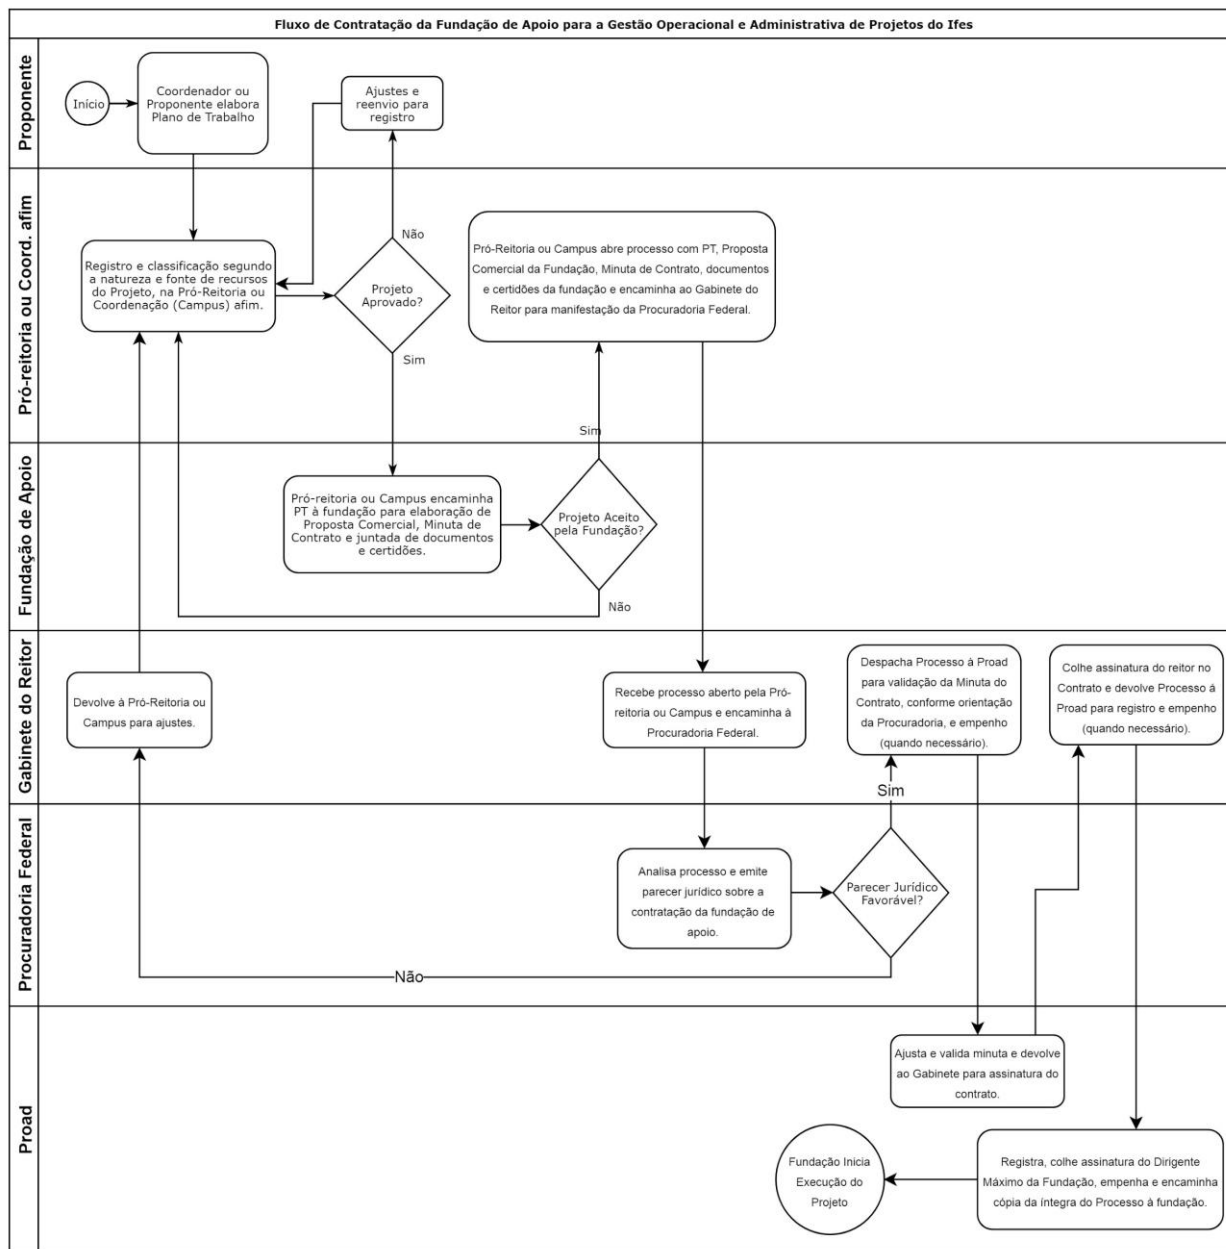 Fluxo de Contratação da Fundação de Apoio para a Gestão Operacional e Administrativa de Projetos do Ifes
Proponente
Início
Coordenador ou
Proponente elabora
Plano de Trabalho
Ajustes e
reenvio para
registro
Pró-reitoria ou Coord. afim
Registro e classificação segundo
a natureza e fonte de recursos
do Projeto, na Pró-Reitoria ou
Coordenação (Campus) afim.
Não
Projeto
Aprovado?
Sim
Pró-Reitoria ou Campus abre processo com PT, Proposta
Comercial da Fundação, Minuta de Contrato, documentos
e certidões da fundação e encaminha ao Gabinete do
Reitor para manifestação da Procuradoria Federal.
Fundação de Apoio
Pró-reitoria ou Campus encaminha
PT à fundação para elaboração de
Proposta Comercial, Minuta de
Contrato e juntada de documentos
e certidões.
Sim
Projeto Aceito
pela Fundação?
Não
Gabinete do Reitor
Devolve à Pró-Reitoria ou
Campus para ajustes.
Recebe processo aberto pela Pró-
reitoria ou Campus e encaminha à
Procuradoria Federal.
Despacha Processo á Proad
para validação da Minuta do
Contrato, conforme orientação
da Procuradoria, e empenho
(quando necessário).
Colhe assinatura do reitor no
Contrato e devolve Processo á
Proad para registro e empenho
(quando necessário).
Procuradoria Federal
Analisa processo e emite
parecer jurídico sobre a
contratação da fundação de
apoio.
Sim
Parecer Jurídico
Favorável?
Não
Proad
Ajusta e valida minuta e devolve
ao Gabinete para assinatura do
contrato.
Fundação Inicia
Execução do
Projeto
Registra, colhe assinatura do Dirigente
Máximo da Fundação, empenha e encaminha
cópia da íntegra do Processo à fundação.